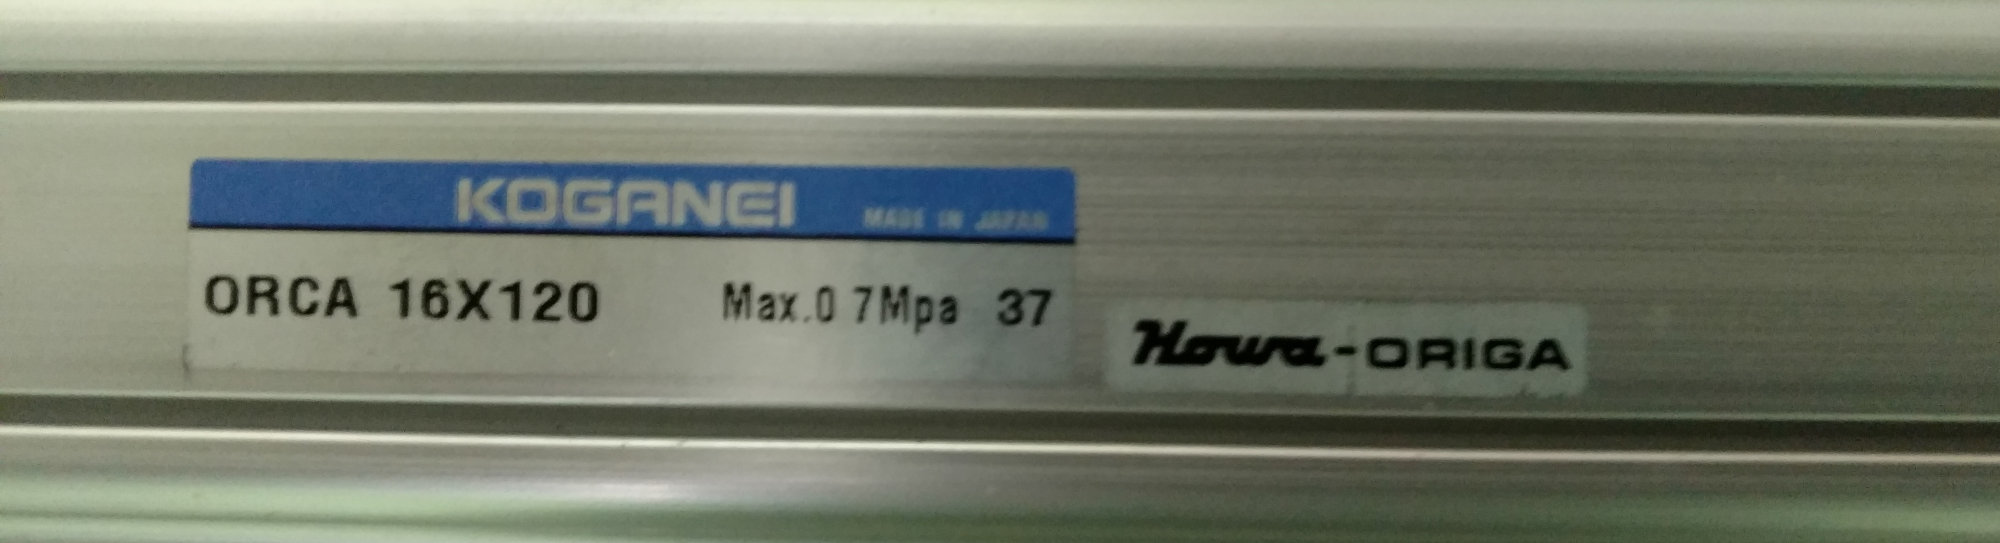 KOGANEI MADE IN JAPAN
ORCA 16X120 Max.0 7Mpa 37
Howa-ORIGA